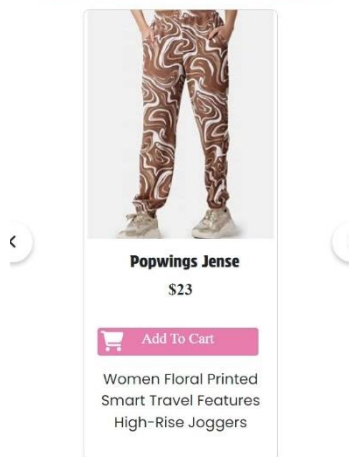 Popwings Jense
$23
Add To Cart
Women Floral Printed
Smart Travel Features
High-Rise Joggers